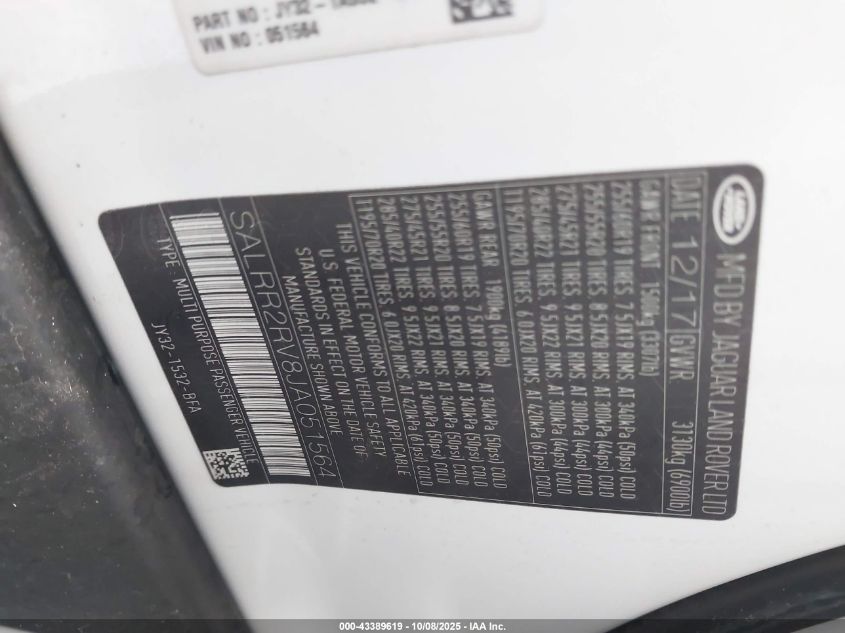 PART NO : JY32 -
VIN NO : 051564
LAND ROVER
MFD BY JAGUAR LAND ROVER LTD
DATE 12/17 GWR 3130kg (6900lb)
GAWR FRONT 1500kg (3307lb)
255/60R19 TIRES 7.5JX19 RIMS AT 340kPa (50psi) COLD
255/55R20 TIRES 8.5JX20 RIMS AT 300kPa (44psi) COLD
275/45R21 TIRES 9.5JX21 RIMS AT 300kPa (44psi) COLD
285/40R22 TIRES 9.5JX22 RIMS AT 300kPa (44psi) COLD
T195/70R20 TIRES 6.0JX20 RIMS AT 420kPa (61psi) COLD
GAWR REAR 1900kg (4189lb)
255/60R19 TIRES 7.5JX19 RIMS AT 340kPa (50psi) COLD
255/55R20 TIRES 8.5JX20 RIMS AT 340kPa (50psi) COLD
275/45R21 TIRES 9.5JX21 RIMS AT 340kPa (50psi) COLD
285/40R22 TIRES 9.5JX22 RIMS AT 340kPa (50psi) COLD
T195/70R20 TIRES 6.0JX20 RIMS AT 420kPa (61psi) COLD
THIS VEHICLE CONFORMS TO ALL APPLICABLE
U.S. FEDERAL MOTOR VEHICLE SAFETY
STANDARDS IN EFFECT ON THE DATE OF
MANUFACTURE SHOWN ABOVE
SALRR2RV8JA051564
TYPE : MULTI PURPOSE PASSENGER VEHICLE
JY32-1532-BFA
000-43389619 - 10/08/2025 - IAA Inc.